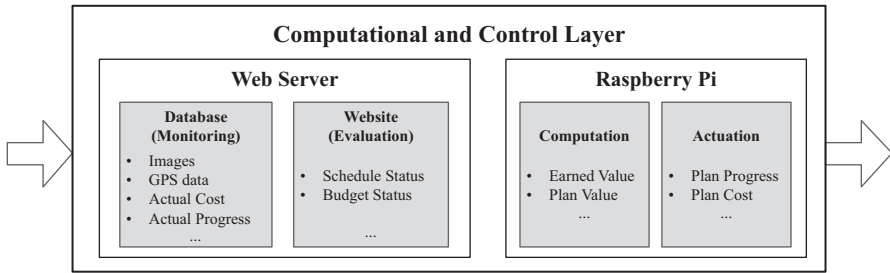 Computational and Control Layer
Web Server
Database
(Monitoring)
• Images
• GPS data
• Actual Cost
• Actual Progress
...
Website
(Evaluation)
• Schedule Status
• Budget Status
...
Raspberry Pi
Computation
• Earned Value
• Plan Value
...
Actuation
• Plan Progress
• Plan Cost
...